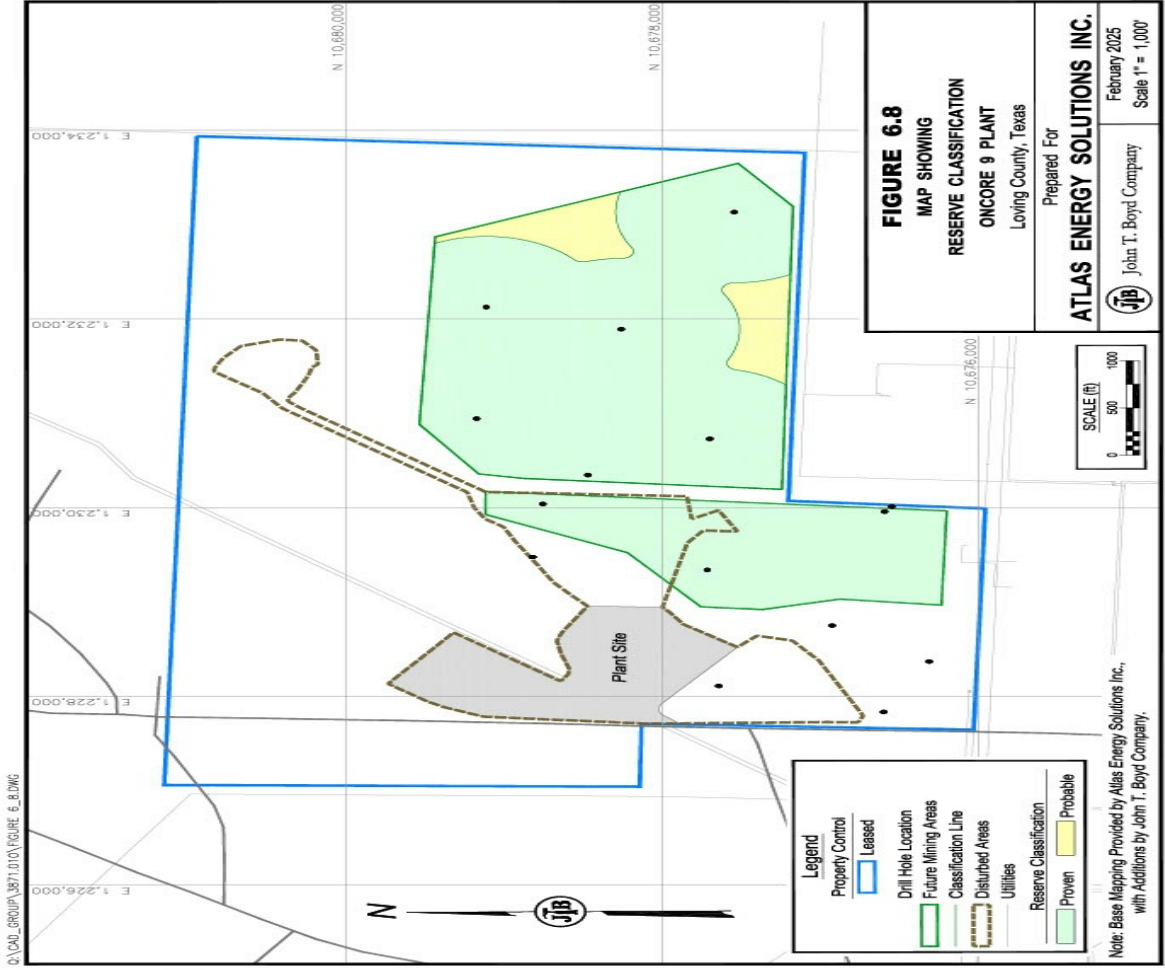 Q:\CAD_GROUP\3871.010\FIGURE 6_8.DWG
N 10,680,000
N 10,678,000
N 10,676,000
E 1,234,000
E 1,232,000
E 1,230,000
E 1,228,000
E 1,226,000
Plant Site
N
JTB
Legend
Property Control
Leased
Drill Hole Location
Future Mining Areas
Classification Line
Disturbed Areas
Utilities
Reserve Classification
Proven
Probable
Note: Base Mapping Provided by Atlas Energy Solutions Inc.,
with Additions by John T. Boyd Company.
SCALE (ft)
0 500 1000
FIGURE 6.8
MAP SHOWING
RESERVE CLASSIFICATION
ONCORE 9 PLANT
Loving County, Texas
Prepared For
ATLAS ENERGY SOLUTIONS INC.
JTB John T. Boyd Company
February 2025
Scale 1" = 1,000'